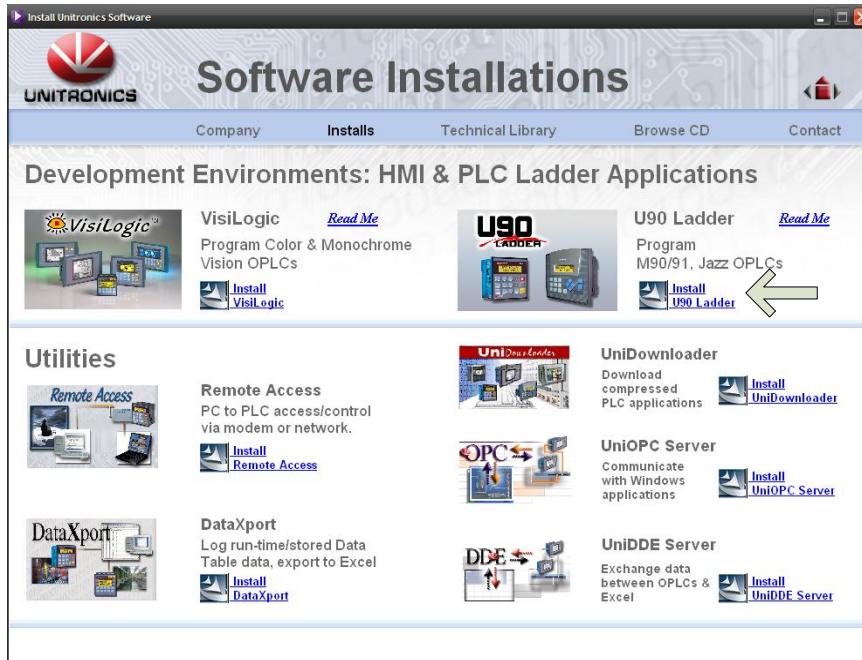 Install Unitronics Software
UNITRONICS
Software Installations
Company Installs Technical Library Browse CD Contact
Development Environments: HMI & PLC Ladder Applications
VisiLogic
VisiLogic Read Me
Program Color & Monochrome
Vision OPLCs
Install
VisiLogic
U90
LADDER
U90 Ladder Read Me
Program
M90/91, Jazz OPLCs
Install
U90 Ladder
Utilities
Remote Access
Remote Access
PC to PLC access/control
via modem or network.
Install
Remote Access
DataXport
DataXport
Log run-time/stored Data
Table data, export to Excel
Install
DataXport
UniDownloader
UniDownloader
Download
compressed
PLC applications
Install
UniDownloader
OPC
UniOPC Server
Communicate
with Windows
applications
Install
UniOPC Server
DDE
UniDDE Server
Exchange data
between OPLCs &
Excel
Install
UniDDE Server